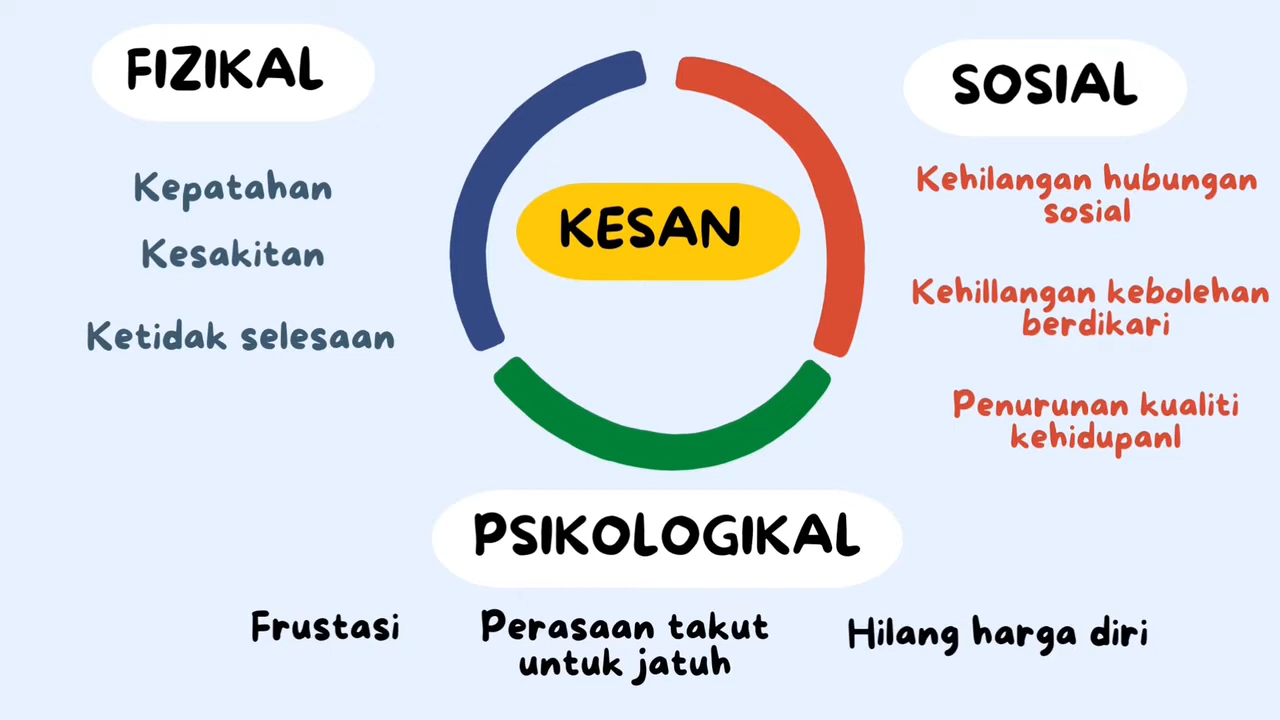 FIZIKAL
Kepatahan
Kesakitan
Ketidak selesaan
KESAN
SOSIAL
Kehilangan hubungan
sosial
Kehillangan kebolehan
berdikari
Penurunan kualiti
kehidupanl
PSIKOLOGIKAL
Frustasi
Perasaan takut
untuk jatuh
Hilang harga diri